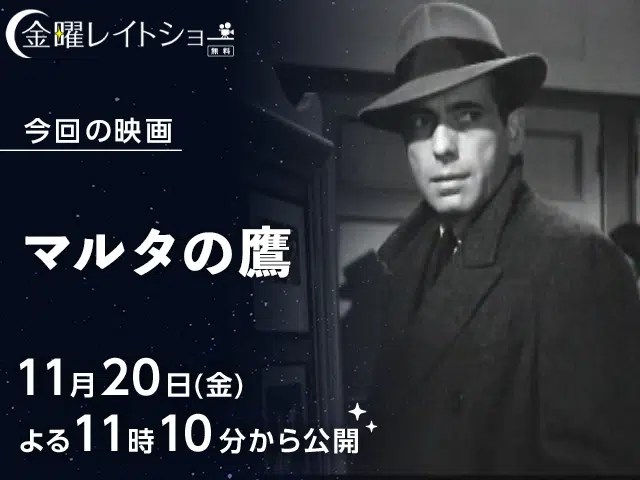 金曜レイトショー
無料
今回の映画
マルタの鷹
11月20日(金)
よる11時10分から公開